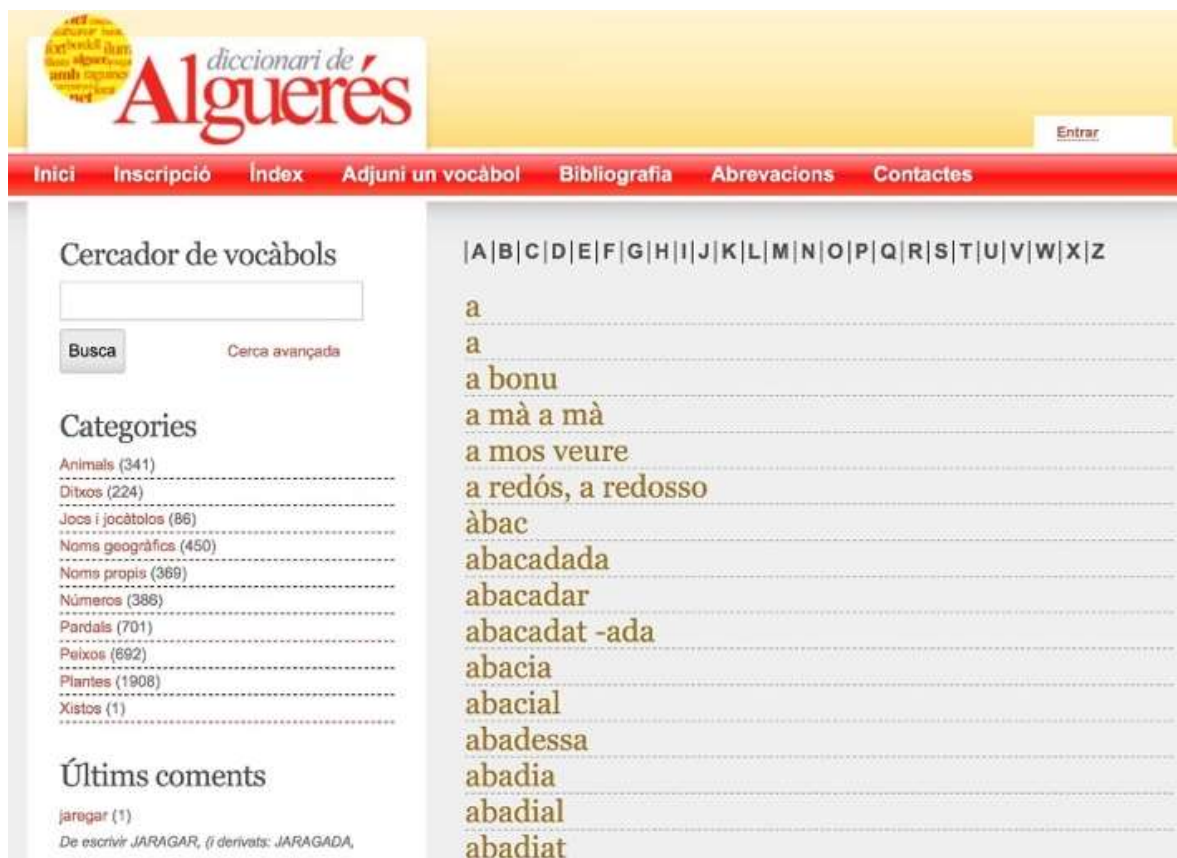 diccionari de
Alguerés
Entrar
Inici Inscripció Índex Adjuni un vocàbol Bibliografia Abrevacions Contactes
Cercador de vocàbols
Busca Cerca avançada
Categories
Animals (341)
Ditxos (224)
Jocs i jocàtolos (86)
Noms geogràfics (450)
Noms propis (369)
Números (386)
Pardals (701)
Peixos (692)
Plantes (1908)
Xistos (1)
Últims coments
jaregar (1)
De escrivir JARAGAR, (i derivats: JARAGADA,
|A|B|C|D|E|F|G|H|I|J|K|L|M|N|O|P|Q|R|S|T|U|V|W|X|Z
a
a
a bonu
a mà a mà
a mos veure
a redós, a redosso
àbac
abacadada
abacadar
abacadat -ada
abacia
abacial
abadessa
abadia
abadial
abadiat